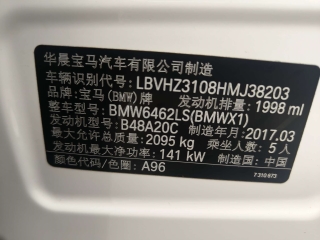 华晨宝马汽车有限公司制造
车辆识别代号: LBVHZ3108HMJ38203
品牌: 宝马(BMW)牌 发动机排量: 1998 ml
整车型号: BMW6462LS(BMWX1)
发动机型号: B48A20C 制造年月: 2017.03
最大允许总质量: 2095 kg 乘坐人数: 5人
发动机最大净功率: 141 kW 制造国: 中国
颜色代码/色圈: A96 7 310 673